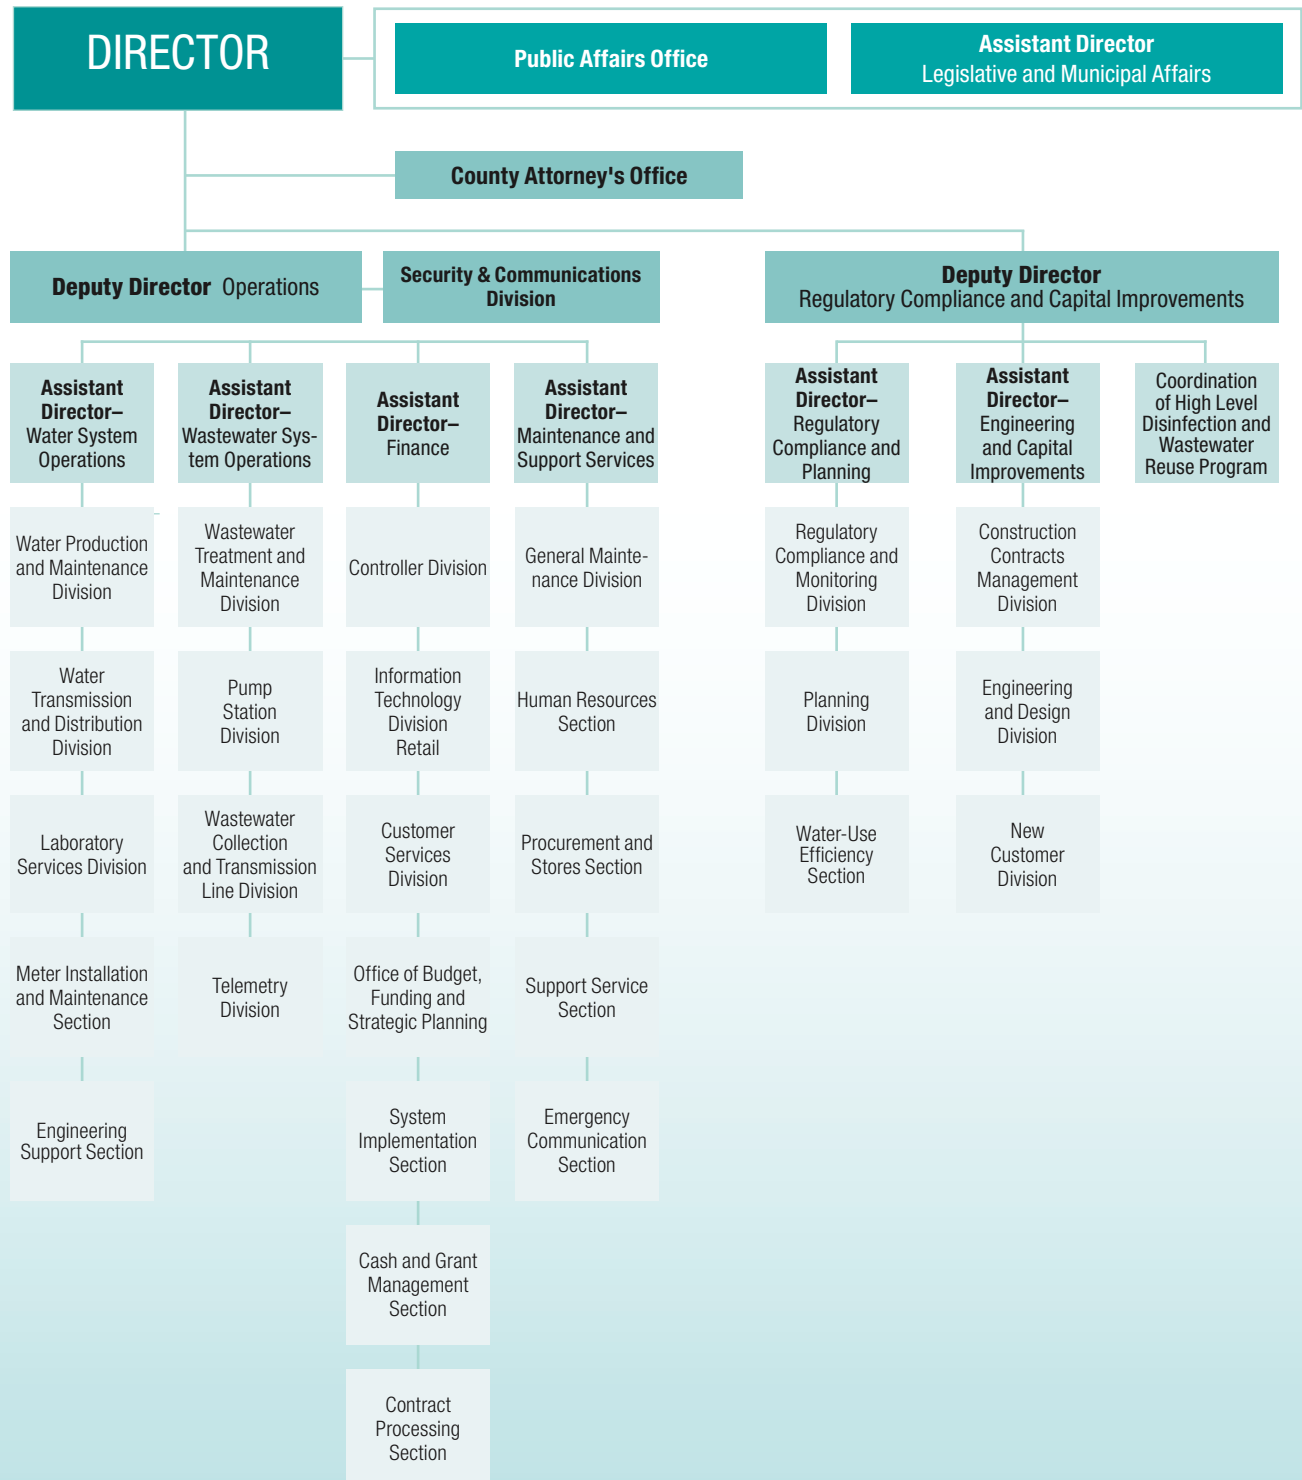 DIRECTOR
Public Affairs Office
Assistant Director
Legislative and Municipal Affairs
County Attorney's Office
Deputy Director Operations
Security & Communications
Division
Deputy Director
Regulatory Compliance and Capital Improvements
Assistant
Director–
Water System
Operations
Assistant
Director–
Wastewater Sys-
tem Operations
Assistant
Director–
Finance
Assistant
Director–
Maintenance and
Support Services
Assistant
Director–
Regulatory
Compliance and
Planning
Assistant
Director–
Engineering
and Capital
Improvements
Coordination
of High Level
Disinfection and
Wastewater
Reuse Program
Water Production
and Maintenance
Division
Wastewater
Treatment and
Maintenance
Division
Controller Division
General Mainte-
nance Division
Regulatory
Compliance and
Monitoring
Division
Construction
Contracts
Management
Division
Water
Transmission
and Distribution
Division
Pump
Station
Division
Information
Technology
Division
Retail
Human Resources
Section
Planning
Division
Engineering
and Design
Division
Laboratory
Services Division
Wastewater
Collection
and Transmission
Line Division
Customer
Services
Division
Procurement and
Stores Section
Water-Use
Efficiency
Section
New
Customer
Division
Meter Installation
and Maintenance
Section
Telemetry
Division
Office of Budget,
Funding and
Strategic Planning
Support Service
Section
Engineering
Support Section
System
Implementation
Section
Emergency
Communication
Section
Cash and Grant
Management
Section
Contract
Processing
Section